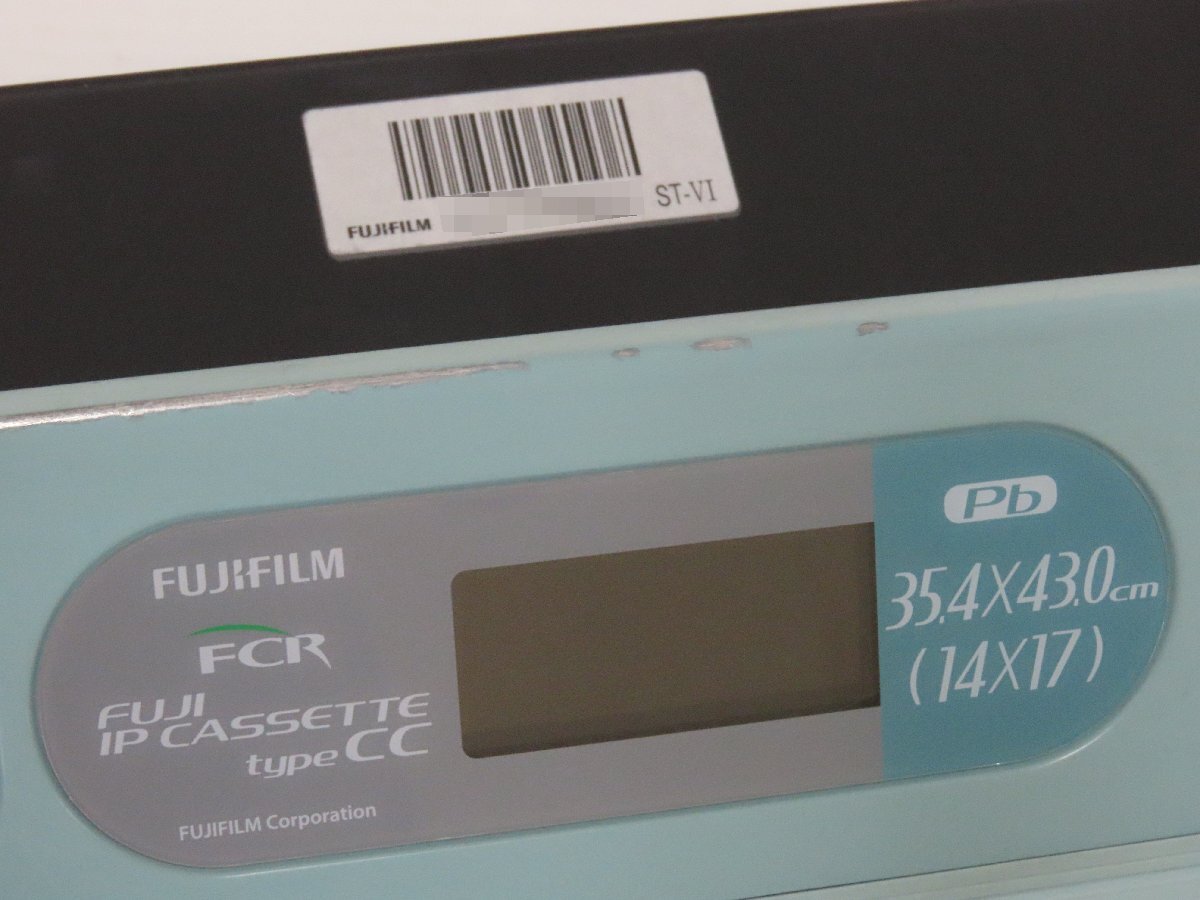 FUJIFILM ST-VI
FUJIFILM
FCR
FUJI
IP CASSETTE
type CC
FUJIFILM Corporation
Pb
35.4X43.0cm
(14X17)